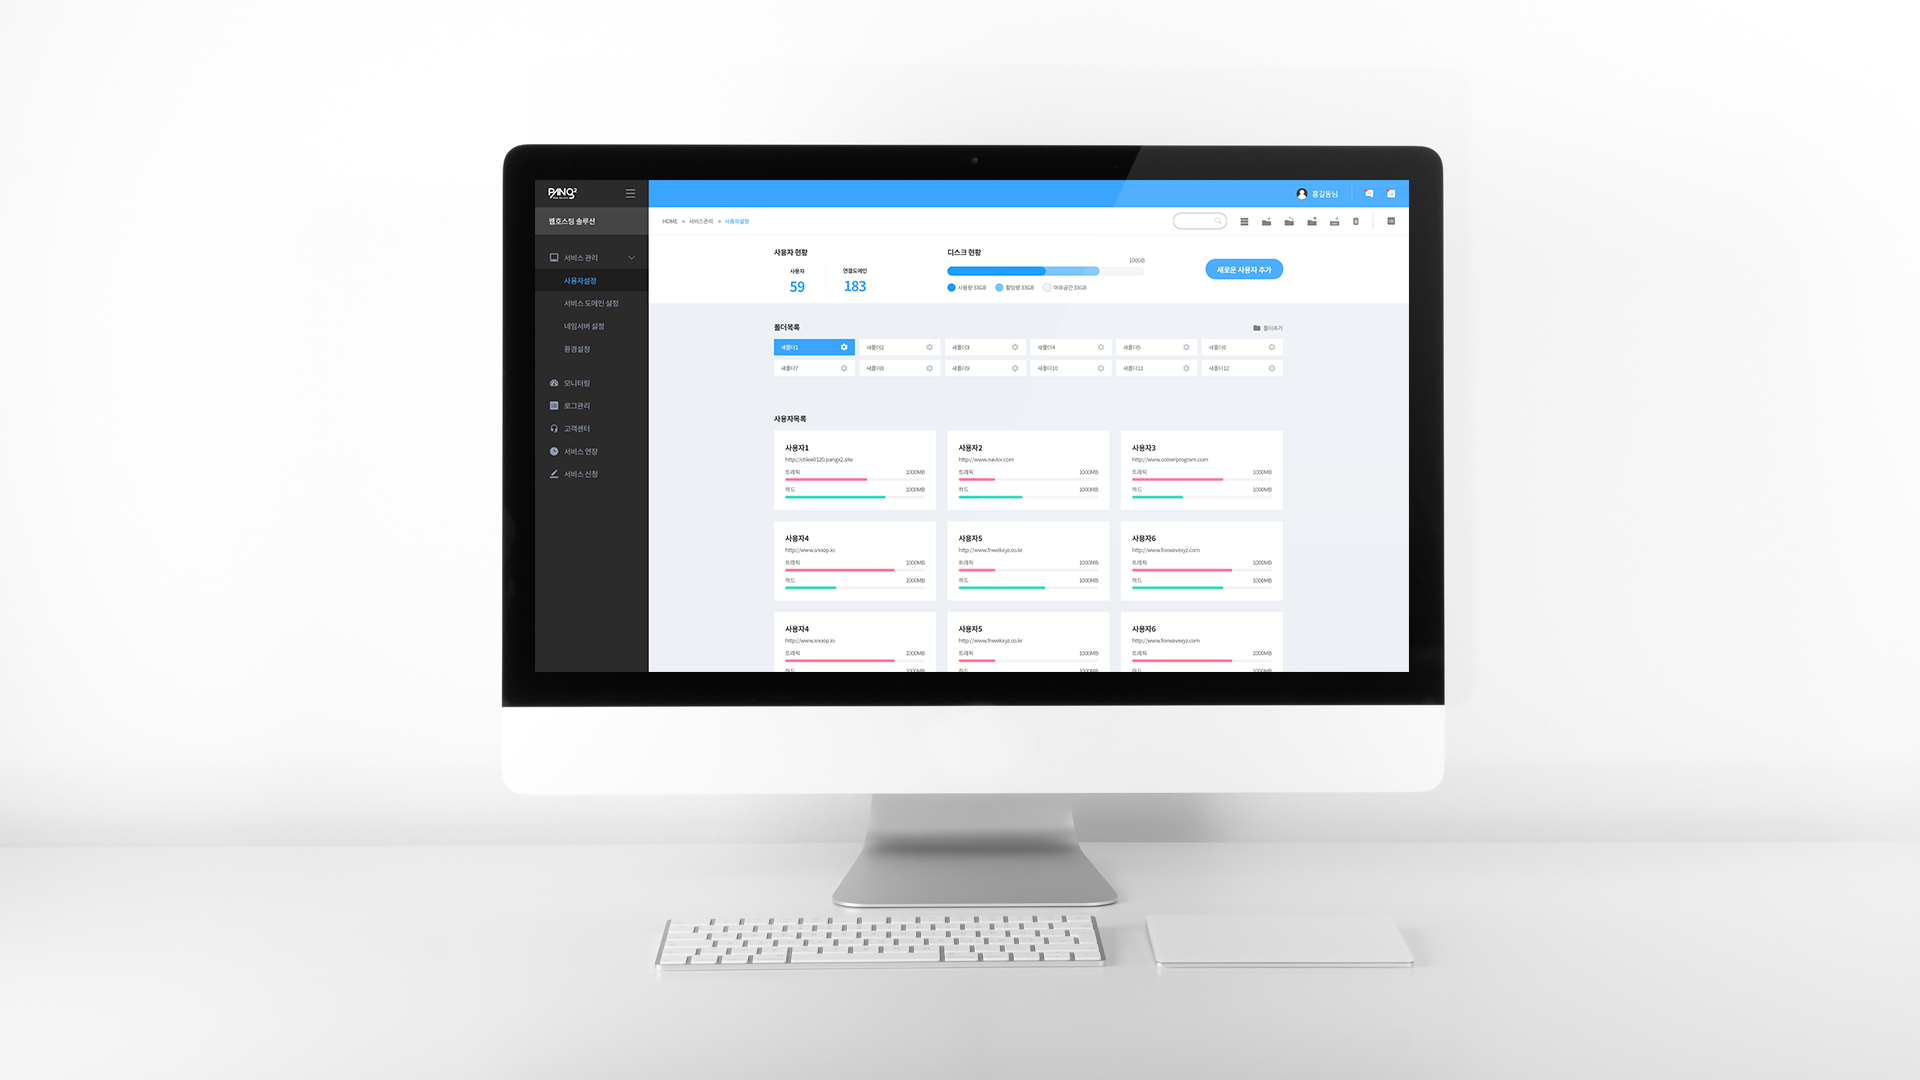 PANG²
홍길동님
웹호스팅 솔루션
HOME » 서비스관리 » 사용자설정
서비스 관리
사용자설정
서비스 도메인 설정
네임서버 설정
환경설정
모니터링
로그관리
고객센터
서비스 연장
서비스 신청
사용자 현황
사용자
59
연결도메인
183
디스크 현황
100GB
사용량 33GB 할당량 33GB 여유공간 33GB
새로운 사용자 추가
폴더목록
폴더추가
새폴더1 새폴더2 새폴더3 새폴더4 새폴더5 새폴더6
새폴더7 새폴더8 새폴더9 새폴더10 새폴더11 새폴더12
사용자목록
사용자1
http://chlee0120.pangx2.site
트래픽 1000MB
하드 1000MB
사용자2
http://www.navior.com
트래픽 1000MB
하드 1000MB
사용자3
http://www.coinerprogram.com
트래픽 1000MB
하드 1000MB
사용자4
http://www.snoop.io
트래픽 1000MB
하드 1000MB
사용자5
트래픽 1000MB
하드 1000MB
사용자6
http://www.foxwavexyz.com
트래픽 1000MB
하드 1000MB
사용자4
http://www.snoop.io
트래픽 1000MB
하드 1000MB
사용자5
트래픽 1000MB
하드 1000MB
사용자6
http://www.foxwavexyz.com
트래픽 1000MB
하드 1000MB